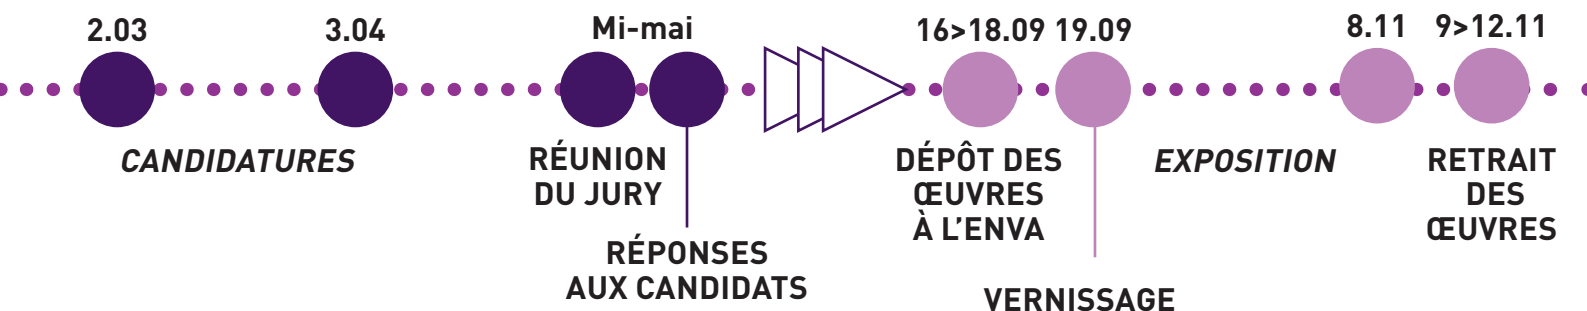 2.03
3.04
Mi-mai
16>18.09
19.09
8.11
9>12.11
CANDIDATURES
RÉUNION
DU JURY
RÉPONSES
AUX CANDIDATS
DÉPÔT DES
ŒUVRES
À L’ENVA
VERNISSAGE
EXPOSITION
RETRAIT
DES
ŒUVRES